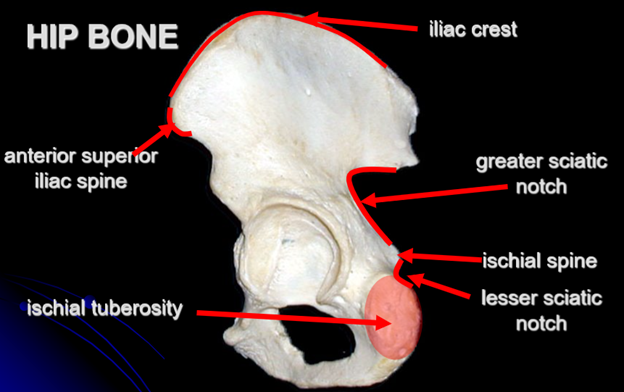 HIP BONE
iliac crest
anterior superior
iliac spine
greater sciatic
notch
ischial spine
lesser sciatic
notch
ischial tuberosity